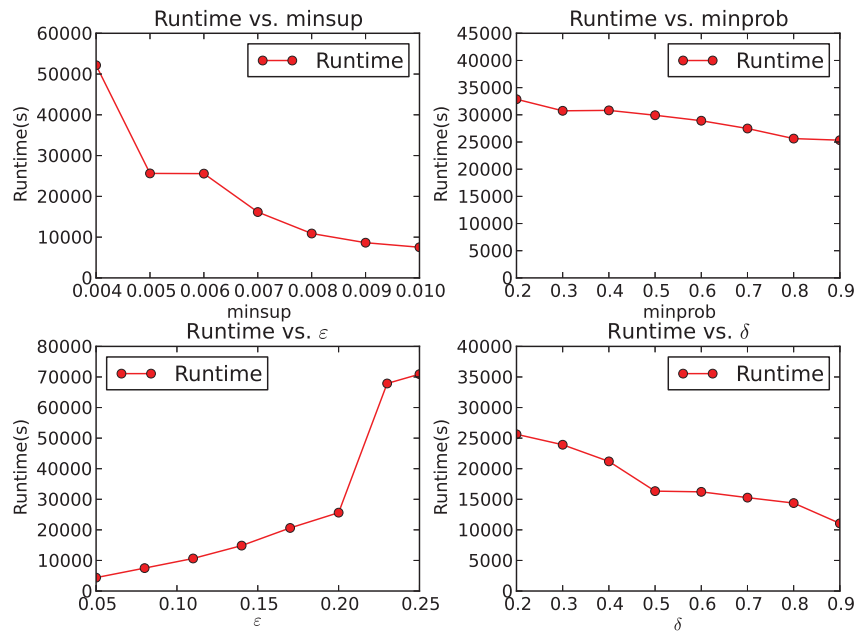 Runtime vs. minsup
60000
50000
40000
30000
20000
10000
0
Runtime(s)
Runtime
0.004 0.005 0.006 0.007 0.008 0.009 0.010
minsup
Runtime vs. minprob
45000
40000
35000
30000
25000
20000
15000
10000
5000
0
Runtime(s)
Runtime
0.2 0.3 0.4 0.5 0.6 0.7 0.8 0.9
minprob
Runtime vs. ε
80000
70000
60000
50000
40000
30000
20000
10000
0
Runtime(s)
Runtime
0.05 0.10 0.15 0.20 0.25
ε
Runtime vs. δ
40000
35000
30000
25000
20000
15000
10000
5000
0
Runtime(s)
Runtime
0.2 0.3 0.4 0.5 0.6 0.7 0.8 0.9
δ